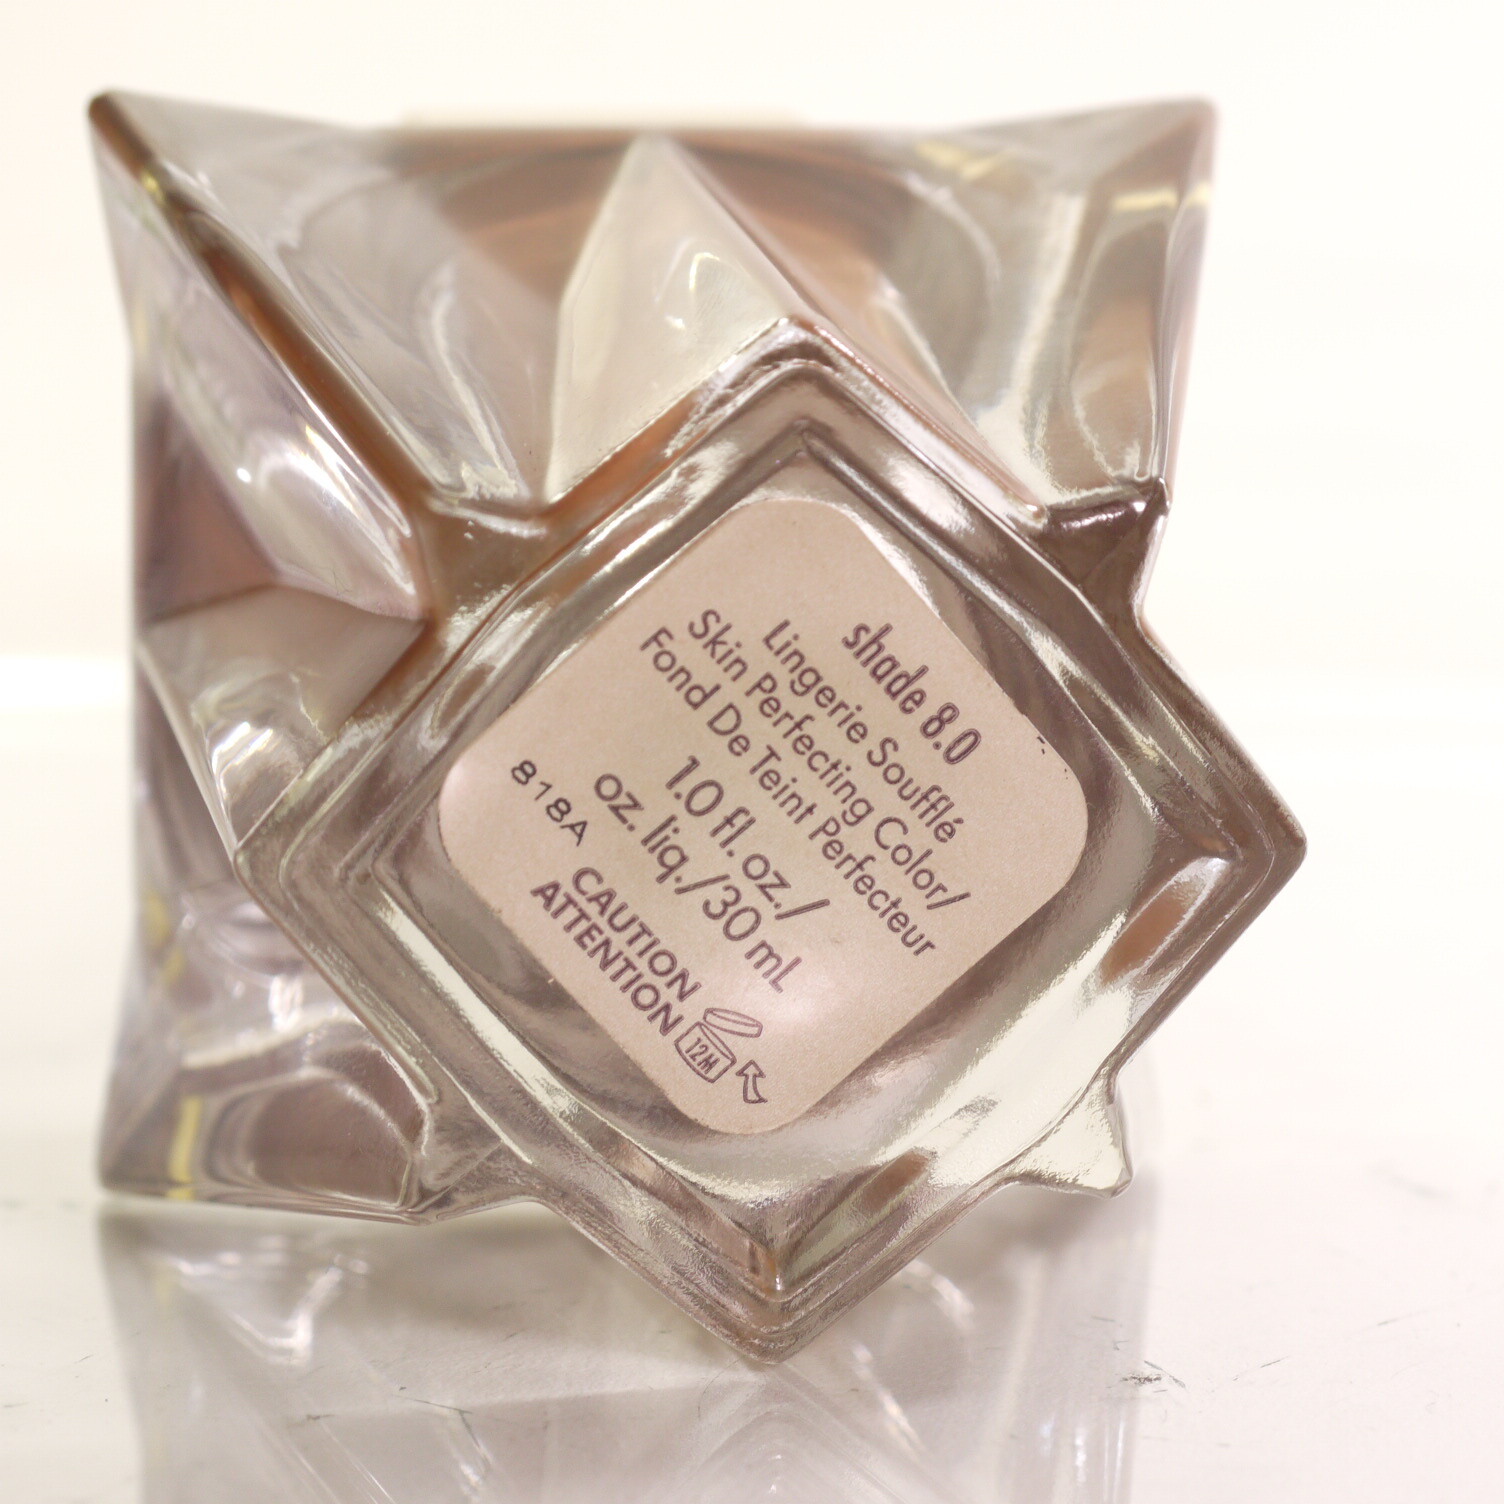 shade 8.0
Lingerie Soufflé
Skin Perfecting Color/
Fond De Teint Perfecteur
1.0 fl. oz./
oz. liq./30 mL
818A
CAUTION
ATTENTION
12M